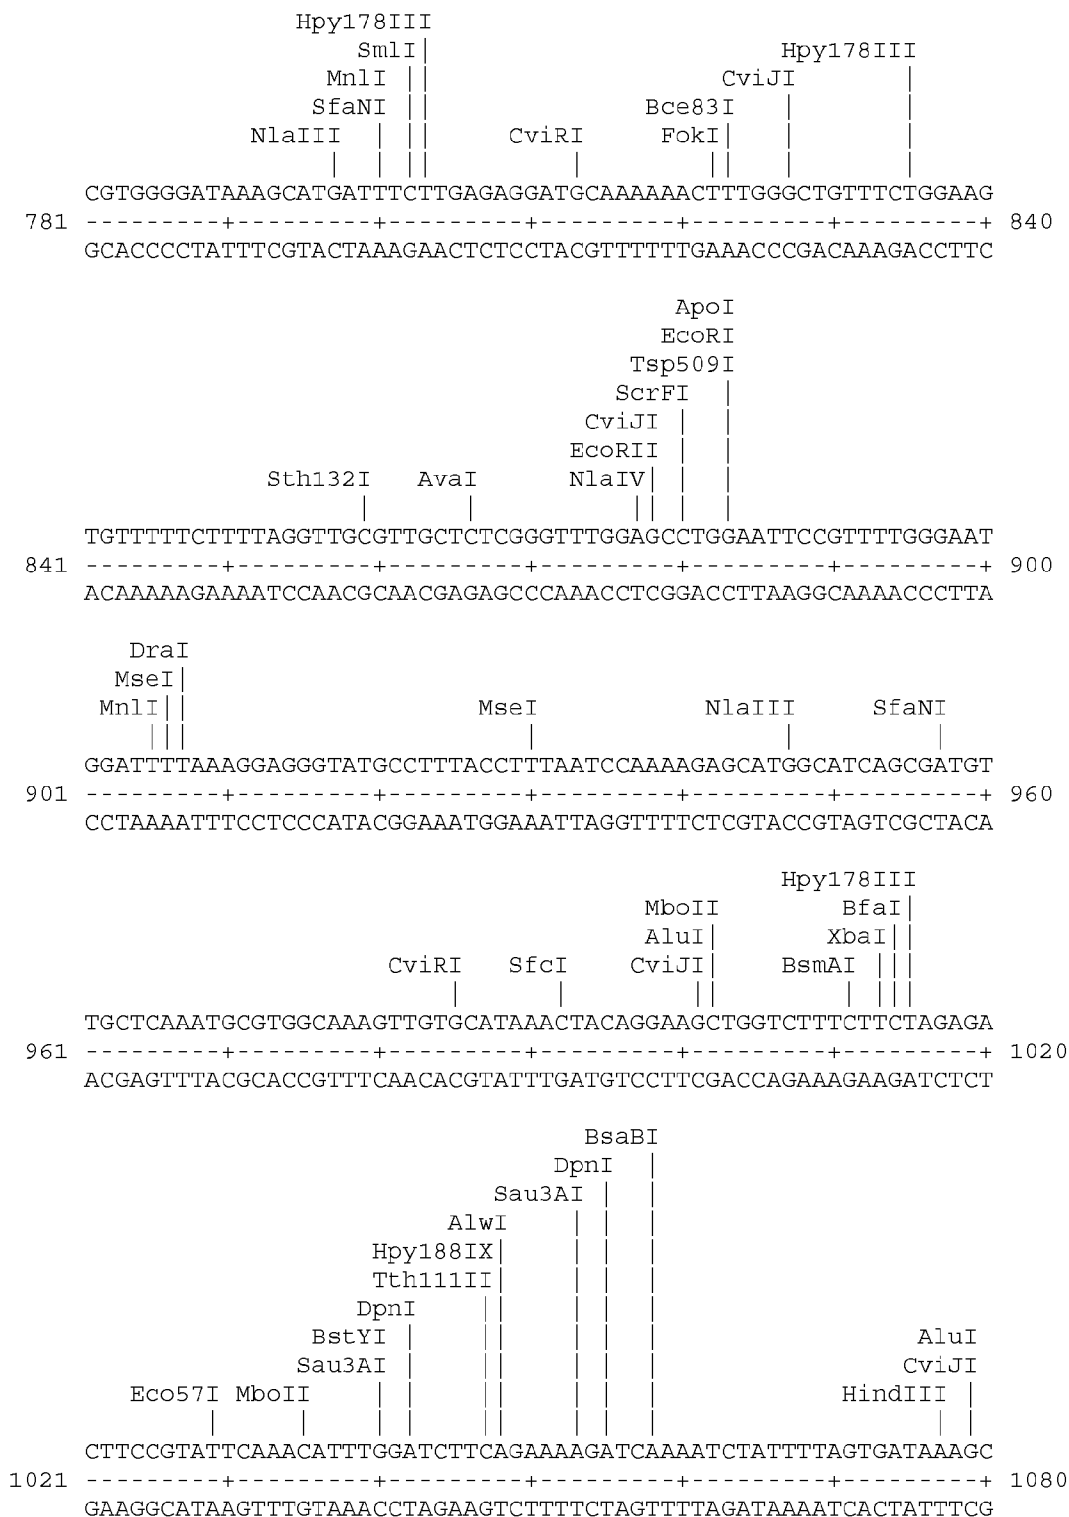 Hpy178III
SmlI| Hpy178III
MnlI || CviJI |
SfaNI || Bce83I | |
NlaIII | || CviRI FokI| | |
| | || | || | |
CGTGGGGATAAAGCATGATTTCTTGAGAGGATGCAAAAAACTTTGGGCTGTTTCTGGAAG
781 ---------+---------+---------+---------+---------+---------+ 840
GCACCCCTATTTCGTACTAAAGAACTCTCCTACGTTTTTTGAAACCCGACAAAGACCTTC
ApoI
EcoRI
Tsp509I
ScrFI |
CviJI | |
EcoRII | |
Sth132I AvaI NlaIV| | |
| | || | |
TGTTTTTCTTTTAGGTTGCGTTGCTCTCGGGTTTGGAGCCTGGAATTCCGTTTTGGGAAT
841 ---------+---------+---------+---------+---------+---------+ 900
ACAAAAAGAAAATCCAACGCAACGAGAGCCCAAACCTCGGACCTTAAGGCAAAACCCTTA
DraI
MseI|
MnlI|| MseI NlaIII SfaNI
||| | | |
GGATTTTAAAGGAGGGTATGCCTTTACCTTTAATCCAAAAGAGCATGGCATCAGCGATGT
901 ---------+---------+---------+---------+---------+---------+ 960
CCTAAAATTTCCTCCCATACGGAAATGGAAATTAGGTTTTCTCGTACCGTAGTCGCTACA
Hpy178III
MboII BfaI|
AluI| XbaI||
CviRI SfcI CviJI| BsmAI |||
| | || | |||
TGCTCAAATGCGTGGCAAAGTTGTGCATAAACTACAGGAAGCTGGTCTTTCTTCTAGAGA
961 ---------+---------+---------+---------+---------+---------+ 1020
ACGAGTTTACGCACCGTTTCAACACGTATTTGATGTCCTTCGACCAGAAAGAAGATCTCT
BsaBI
DpnI |
Sau3AI | |
AlwI | | |
Hpy188IX| | | |
Tth111II| | | |
DpnI || | | |
BstYI | || | | | AluI
Sau3AI | || | | | CviJI
Eco57I MboII | | || | | | HindIII |
| | | | || | | | | |
CTTCCGTATTCAAACATTTGGATCTTCAGAAAAGATCAAAATCTATTTTAGTGATAAAGC
1021 ---------+---------+---------+---------+---------+---------+ 1080
GAAGGCATAAGTTTGTAAACCTAGAAGTCTTTTCTAGTTTTAGATAAAATCACTATTTCG